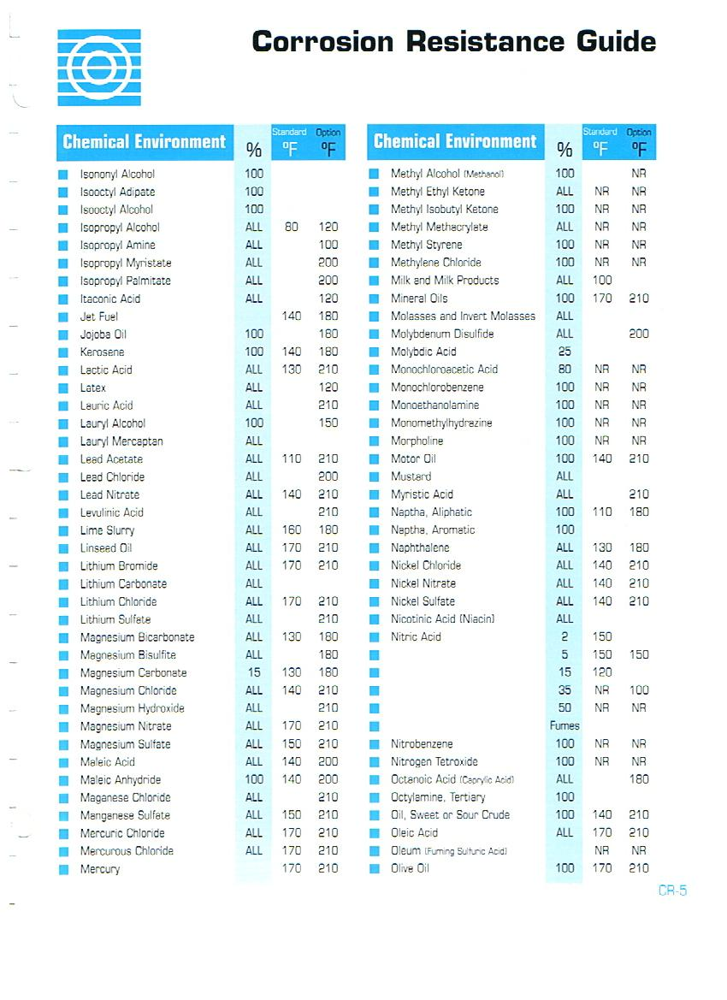 Corrosion Resistance Guide
Chemical Environment % Standard ºF Option ºF
Isononyl Alcohol 100
Isooctyl Adipate 100
Isooctyl Alcohol 100
Isopropyl Alcohol ALL 80 120
Isopropyl Amine ALL 100
Isopropyl Myristate ALL 200
Isopropyl Palmitate ALL 200
Itaconic Acid ALL 120
Jet Fuel 140 180
Jojoba Oil 100 180
Kerosene 100 140 180
Lactic Acid ALL 130 210
Latex ALL 120
Lauric Acid ALL 210
Lauryl Alcohol 100 150
Lauryl Mercaptan ALL
Lead Acetate ALL 110 210
Lead Chloride ALL 200
Lead Nitrate ALL 140 210
Levulinic Acid ALL 210
Lime Slurry ALL 160 180
Linseed Oil ALL 170 210
Lithium Bromide ALL 170 210
Lithium Carbonate ALL
Lithium Chloride ALL 170 210
Lithium Sulfate ALL 210
Magnesium Bicarbonate ALL 130 180
Magnesium Bisulfite ALL 180
Magnesium Carbonate 15 130 180
Magnesium Chloride ALL 140 210
Magnesium Hydroxide ALL 210
Magnesium Nitrate ALL 170 210
Magnesium Sulfate ALL 150 210
Maleic Acid ALL 140 200
Maleic Anhydride 100 140 200
Maganese Chloride ALL 210
Manganese Sulfate ALL 150 210
Mercuric Chloride ALL 170 210
Mercurous Chloride ALL 170 210
Mercury 170 210
Chemical Environment % Standard ºF Option ºF
Methyl Alcohol (Methanol) 100 NR
Methyl Ethyl Ketone ALL NR NR
Methyl Isobutyl Ketone 100 NR NR
Methyl Methacrylate ALL NR NR
Methyl Styrene 100 NR NR
Methylene Chloride 100 NR NR
Milk and Milk Products ALL 100
Mineral Oils 100 170 210
Molasses and Invert Molasses ALL
Molybdenum Disulfide ALL 200
Molybdic Acid 25
Monochloroacetic Acid 80 NR NR
Monochlorobenzene 100 NR NR
Monoethanolamine 100 NR NR
Monomethylhydrazine 100 NR NR
Morpholine 100 NR NR
Motor Oil 100 140 210
Mustard ALL
Myristic Acid ALL 210
Naptha, Aliphatic 100 110 180
Naptha, Aromatic 100
Naphthalene ALL 130 180
Nickel Chloride ALL 140 210
Nickel Nitrate ALL 140 210
Nickel Sulfate ALL 140 210
Nicotinic Acid (Niacin) ALL
Nitric Acid 2 150
5 150 150
15 120
35 NR 100
50 NR NR
Fumes
Nitrobenzene 100 NR NR
Nitrogen Tetroxide 100 NR NR
Octanoic Acid (Caprylic Acid) ALL 180
Octylamine, Tertiary 100
Oil, Sweet or Sour Crude 100 140 210
Oleic Acid ALL 170 210
Oleum (Fuming Sulfuric Acid) NR NR
Olive Oil 100 170 210
CR-5